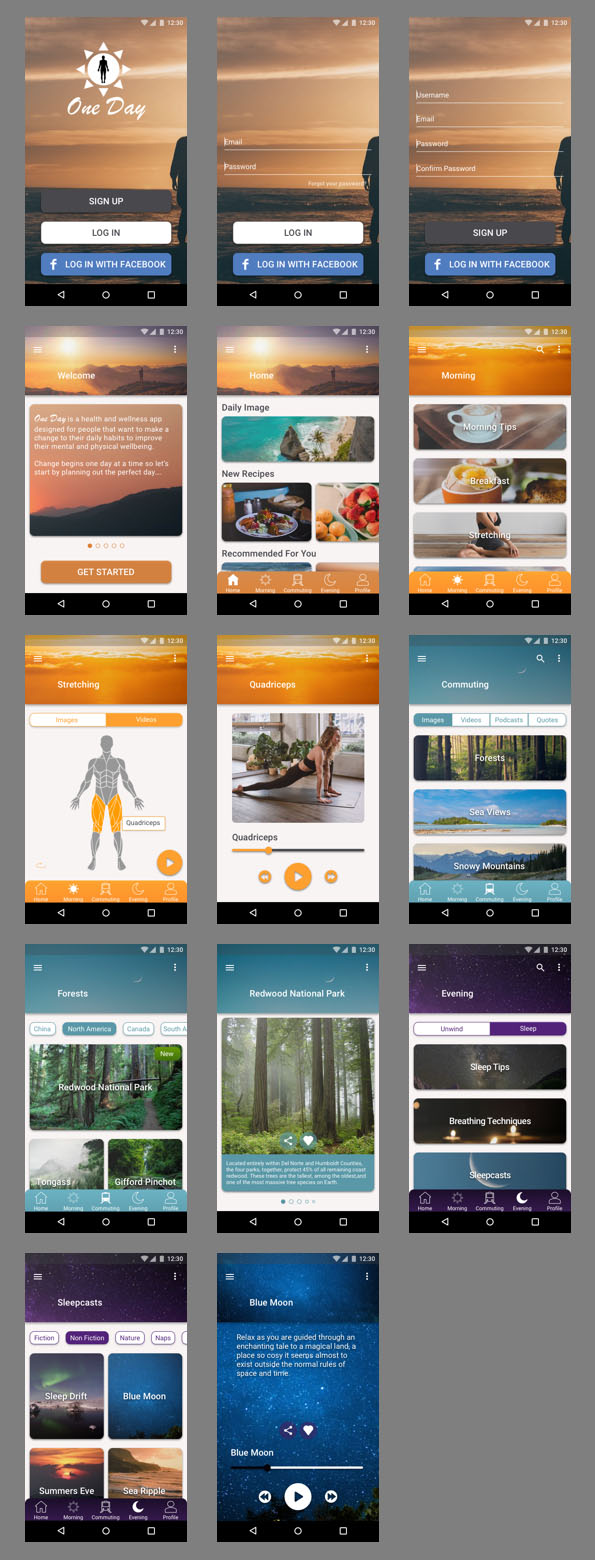 12:30
One Day
SIGN UP
LOG IN
f LOG IN WITH FACEBOOK
12:30
Email
Password
Forgot your password
LOG IN
f LOG IN WITH FACEBOOK
12:30
Username
Email
Password
Confirm Password
SIGN UP
f LOG IN WITH FACEBOOK
12:30
Welcome
One Day is a health and wellness app
designed for people that want to make a
change to their daily habits to improve
their mental and physical wellbeing.
Change begins one day at a time so let's
start by planning out the perfect day...
GET STARTED
12:30
Home
Daily Image
New Recipes
Recommended For You
Home Morning Commuting Evening Profile
12:30
Morning
Morning Tips
Breakfast
Stretching
Home Morning Commuting Evening Profile
12:30
Stretching
Images Videos
Quadriceps
Home Morning Commuting Evening Profile
12:30
Quadriceps
Quadriceps
12:30
Commuting
Images Videos Podcasts Quotes
Forests
Sea Views
Snowy Mountains
Home Morning Commuting Evening Profile
12:30
Forests
China North America Canada South A
New
Redwood National Park
Tongass Gifford Pinchot
Home Morning Commuting Evening Profile
12:30
Redwood National Park
Located entirely within Del Norte and Humboldt Counties,
the four parks, together, protect 45% of all remaining coast
redwood. These trees are the tallest, among the oldest,and
one of the most massive tree species on Earth.
12:30
Evening
Unwind Sleep
Sleep Tips
Breathing Techniques
Sleepcasts
Home Morning Commuting Evening Profile
12:30
Sleepcasts
Fiction Non Fiction Nature Naps
Sleep Drift Blue Moon
Summers Eve Sea Ripple
Home Morning Commuting Evening Profile
12:30
Blue Moon
Relax as you are guided through an
enchanting tale to a magical land, a
place so cosy it seems almost to
exist outside the normal rules of
space and time.
Blue Moon